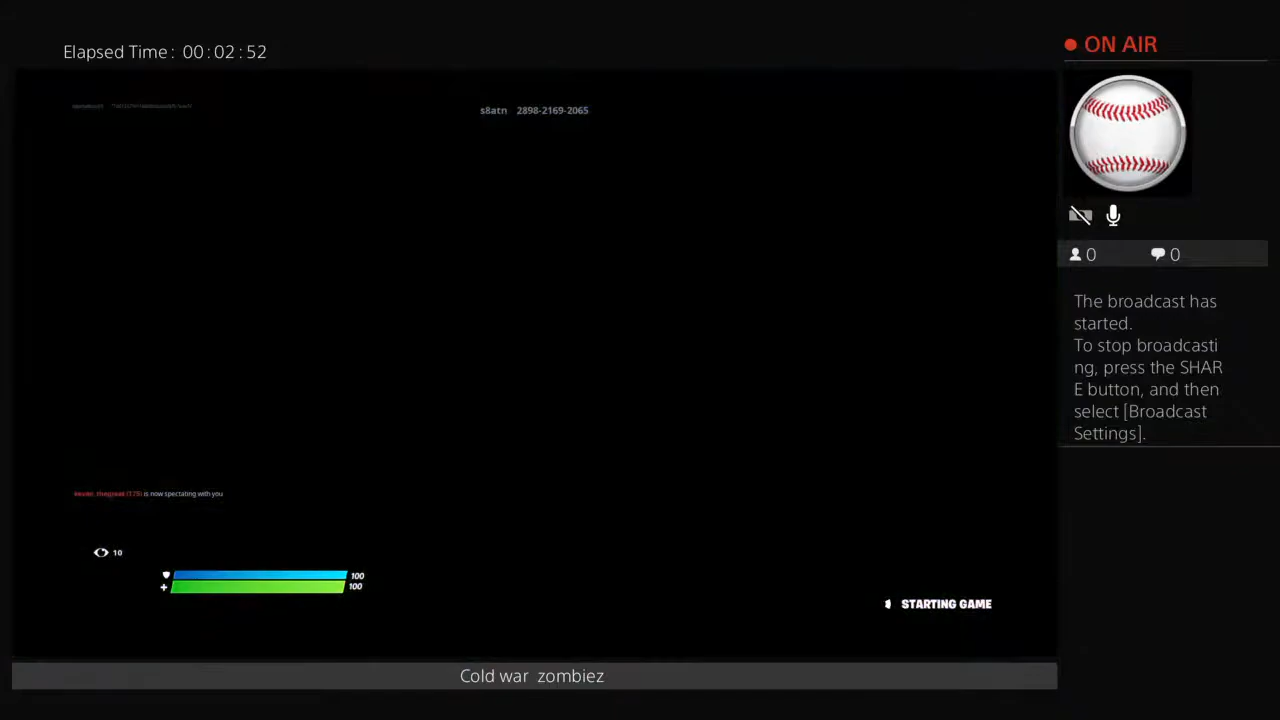 Elapsed Time: 00:02:52
ON AIR
s8atn 2898-2169-2065
0 0
The broadcast has
started.
To stop broadcasti
ng, press the SHAR
E button, and then
select [Broadcast
Settings].
is now spectating with you
10
100
100
STARTING GAME
Cold war zombiez